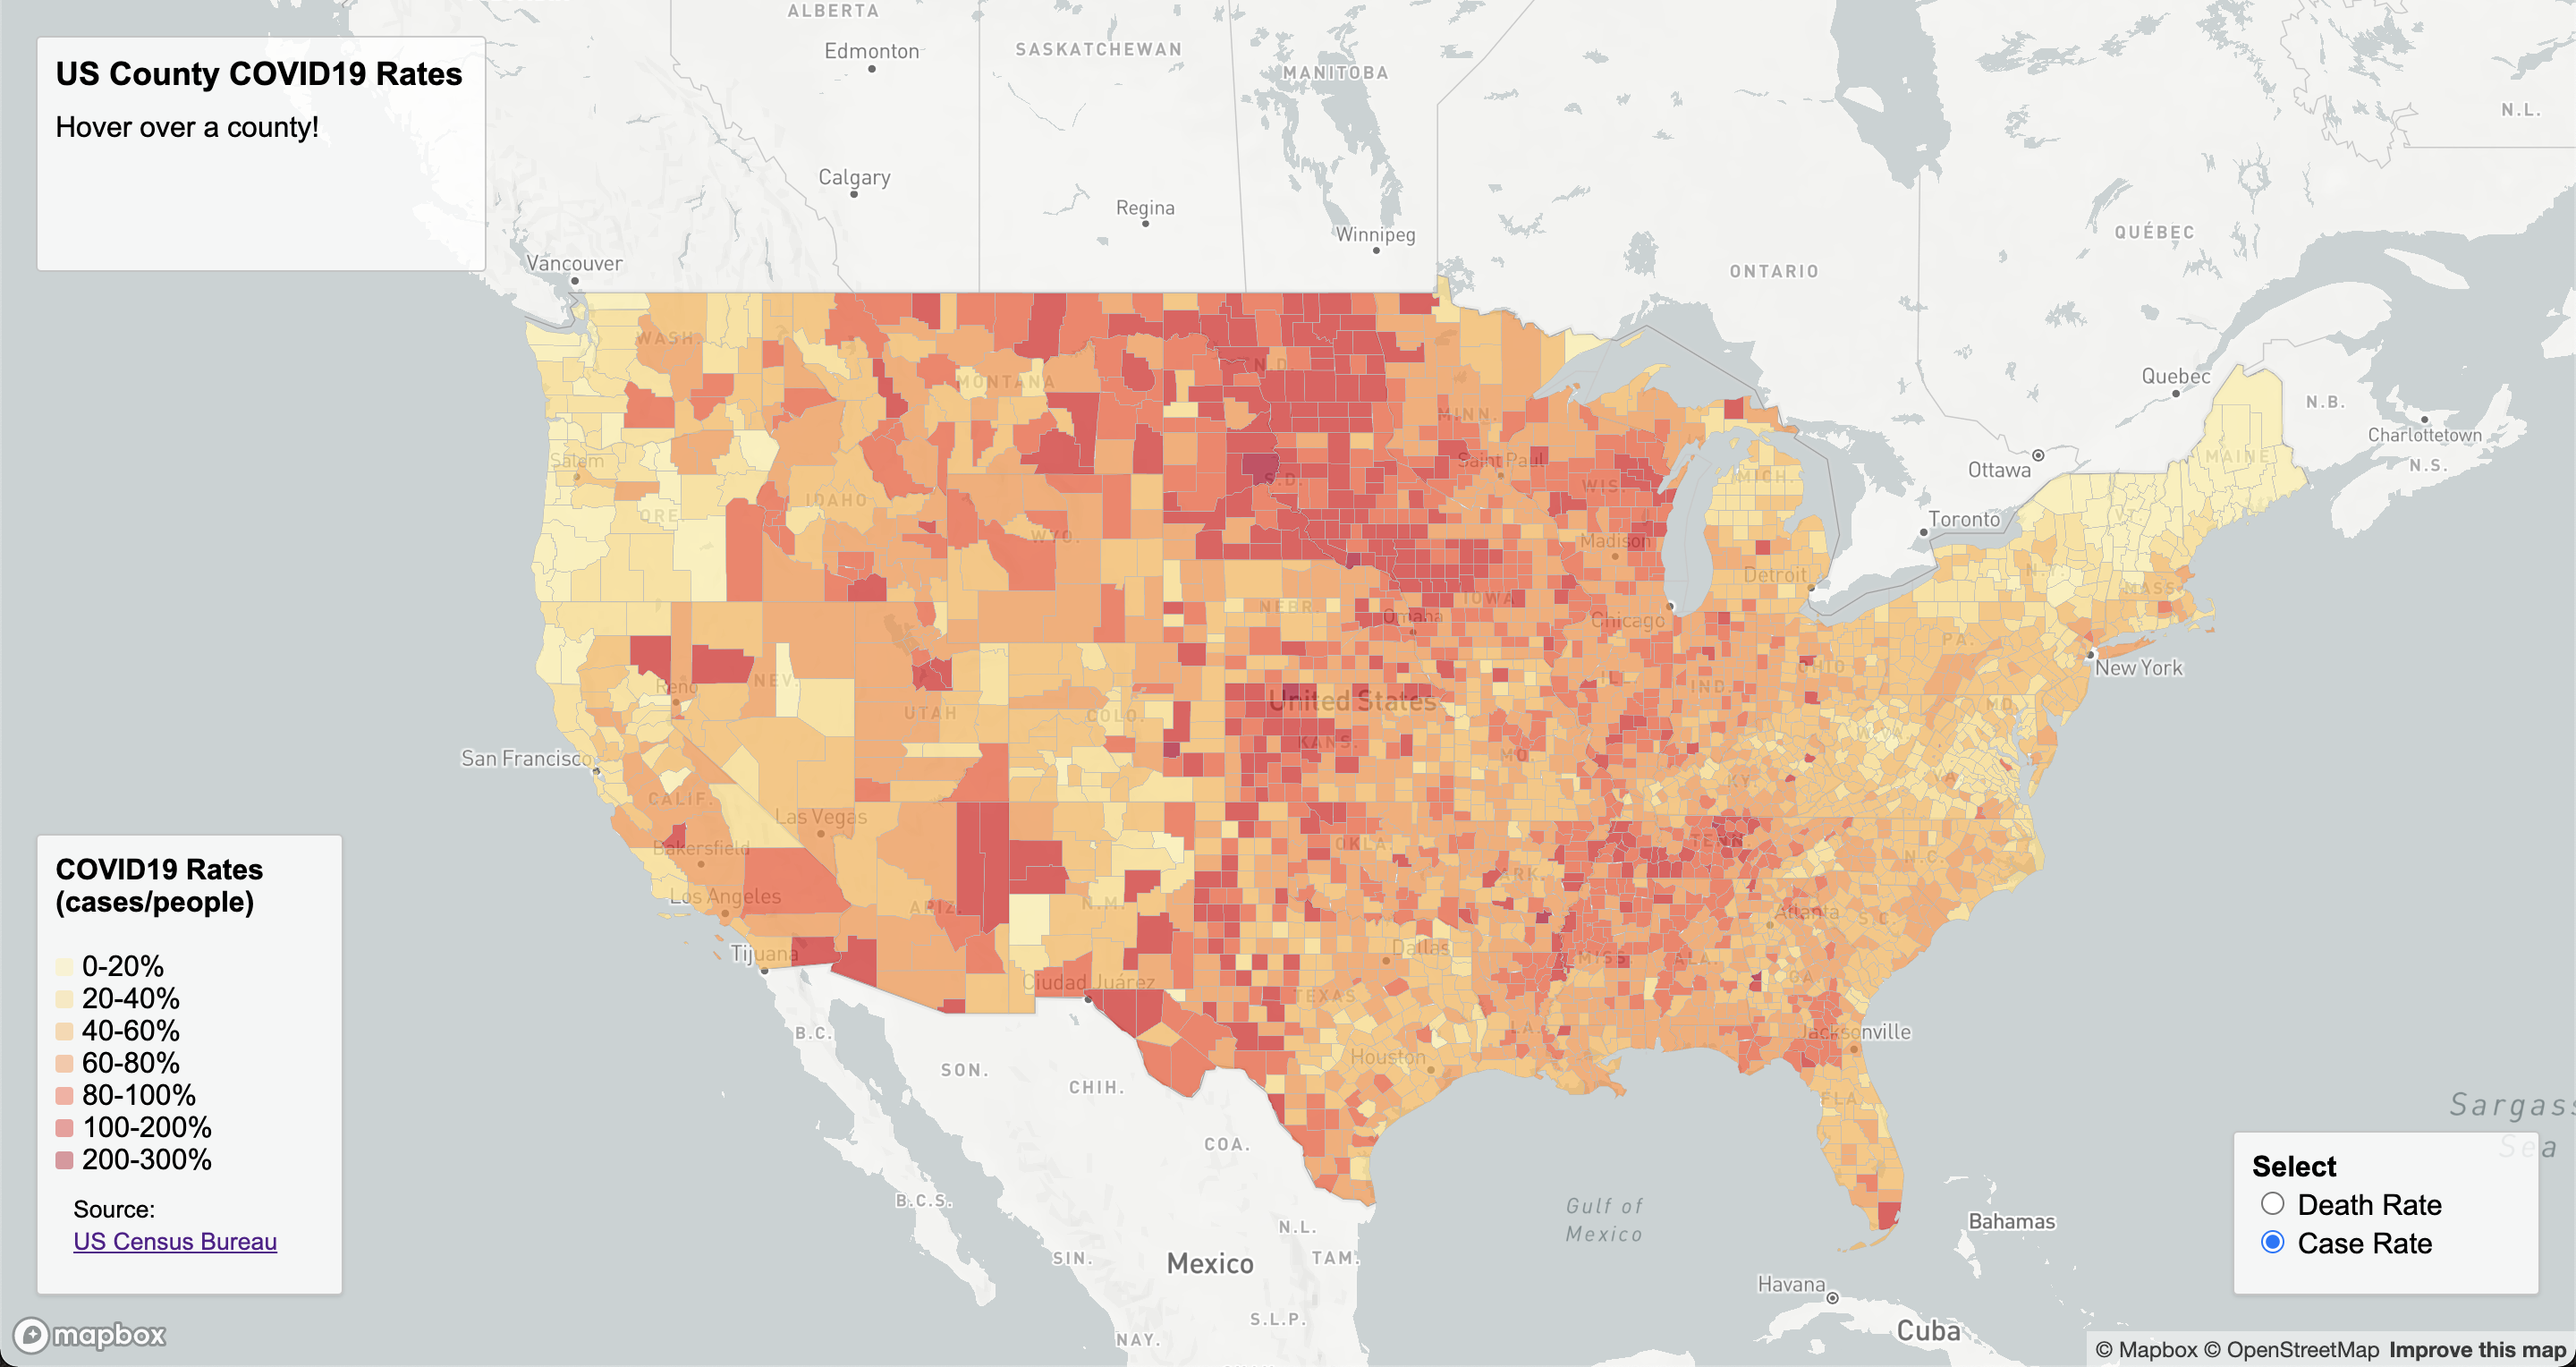 US County COVID19 Rates
Hover over a county!
COVID19 Rates
(cases/people)
0-20%
20-40%
40-60%
60-80%
80-100%
100-200%
200-300%
Source:
US Census Bureau
Select
Death Rate
Case Rate
ALBERTA
Edmonton
SASKATCHEWAN
MANITOBA
Calgary
Regina
Winnipeg
Vancouver
ONTARIO
QUÉBEC
N.L.
Quebec
N.B.
Charlottetown
N.S.
Ottawa
Toronto
WASH.
MONTANA
N.D.
MINN.
Salem
ORE.
IDAHO
WYO.
S.D.
Saint Paul
WIS.
Madison
MICH.
Detroit
MAINE
N.Y.
MASS.
NEBR.
IOWA
Omaha
Chicago
PA.
OHIO
New York
Reno
NEV.
UTAH
COLO.
United States
KANS.
MO.
ILL.
IND.
MD.
W.VA.
VA.
KY.
San Francisco
CALIF.
Las Vegas
Bakersfield
Los Angeles
ARIZ.
N.M.
OKLA.
ARK.
TENN.
N.C.
S.C.
Atlanta
Tijuana
Ciudad Juárez
Dallas
TEXAS
MISS.
ALA.
GA.
LA.
Houston
Jacksonville
FLA.
B.C.
SON.
CHIH.
COA.
B.C.S.
SIN.
N.L.
TAM.
Mexico
S.L.P.
NAY.
Gulf of
Mexico
Bahamas
Havana
Cuba
Sargass
Sea
mapbox
© Mapbox © OpenStreetMap Improve this map